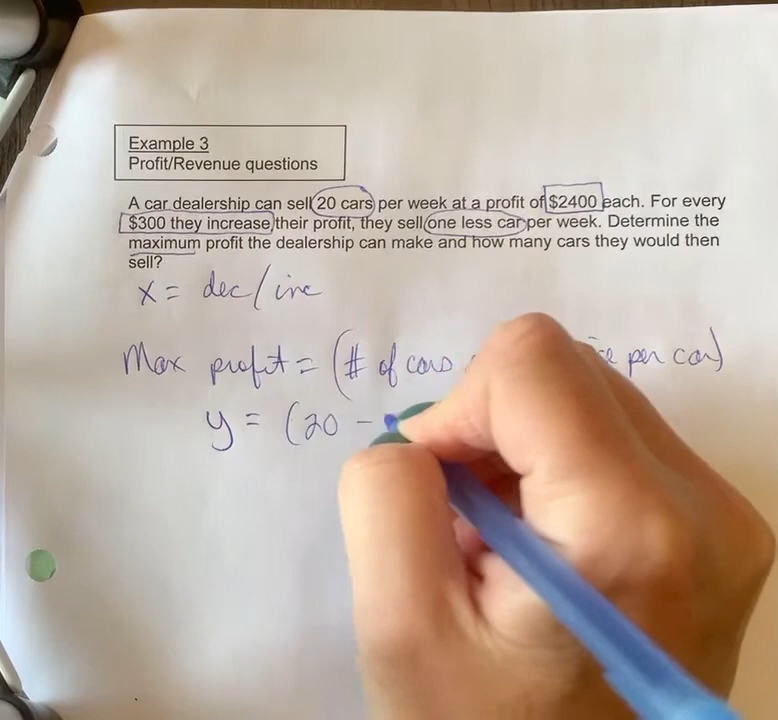 Example 3
Profit/Revenue questions
A car dealership can sell 20 cars per week at a profit of $2400 each. For every
$300 they increase their profit, they sell one less car per week. Determine the
maximum profit the dealership can make and how many cars they would then
sell?
x = dec/inc
Max profit = (# of cars per car)
y = (20 -